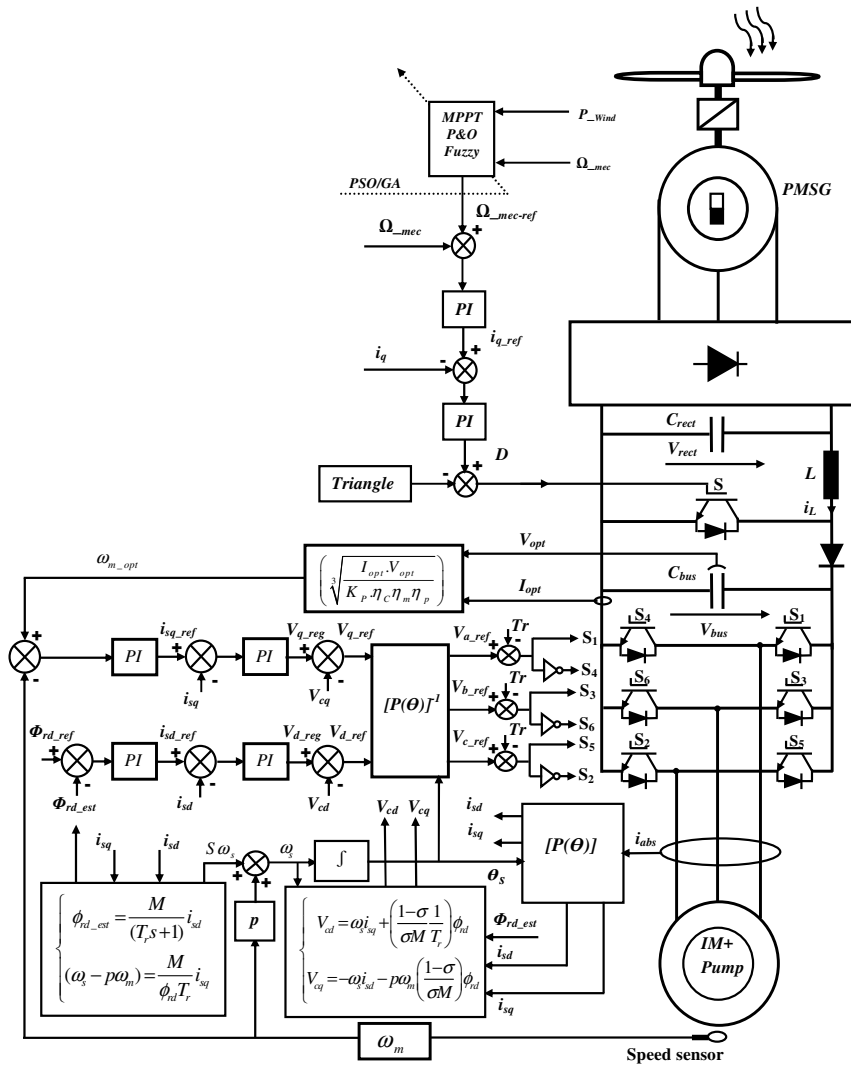 MPPT
P&O
Fuzzy
P_Wind
Ω_mec
PSO/GA
PMSG
Ω_mec-ref
Ω_mec
+
PI
i_q_ref
i_q
+
-
PI
D
Triangle
-
+
C_rect
V_rect
L
i_L
S
V_opt
I_opt
C_bus
V_bus
ω_{m_opt}
(∛(I_opt.V_opt / K_P.η_C η_m η_p))
+
-
PI
i_sq_ref
+
-
i_sq
PI
V_q_reg
V_q_ref
+
-
V_cq
[P(Θ)]^-1
V_a_ref
Tr
+
-
S_1
S_4
V_b_ref
Tr
+
-
S_3
S_6
V_c_ref
Tr
+
-
S_5
S_2
S_4
S_1
S_6
S_3
S_2
S_5
Φ_rd_ref
+
-
Φ_rd_est
PI
i_sd_ref
+
-
i_sd
PI
V_d_reg
V_d_ref
+
-
V_cd
i_sq
i_sd
Sω_s
+
+
ω_s
∫
V_cd
V_cq
p
θ_S
i_sd
i_sq
[P(Θ)]
i_abs
ϕ_rd_est = M/(T_r s+1) i_sd
(ω_s - pω_m) = M/(ϕ_rd T_r) i_sq
V_cd = ω_s i_sq + ((1-σ)/(σM) 1/T_r) ϕ_rd
V_cq = -ω_s i_sd - pω_m ((1-σ)/(σM)) ϕ_rd
Φ_rd_est
i_sd
i_sq
IM+
Pump
ω_m
Speed sensor